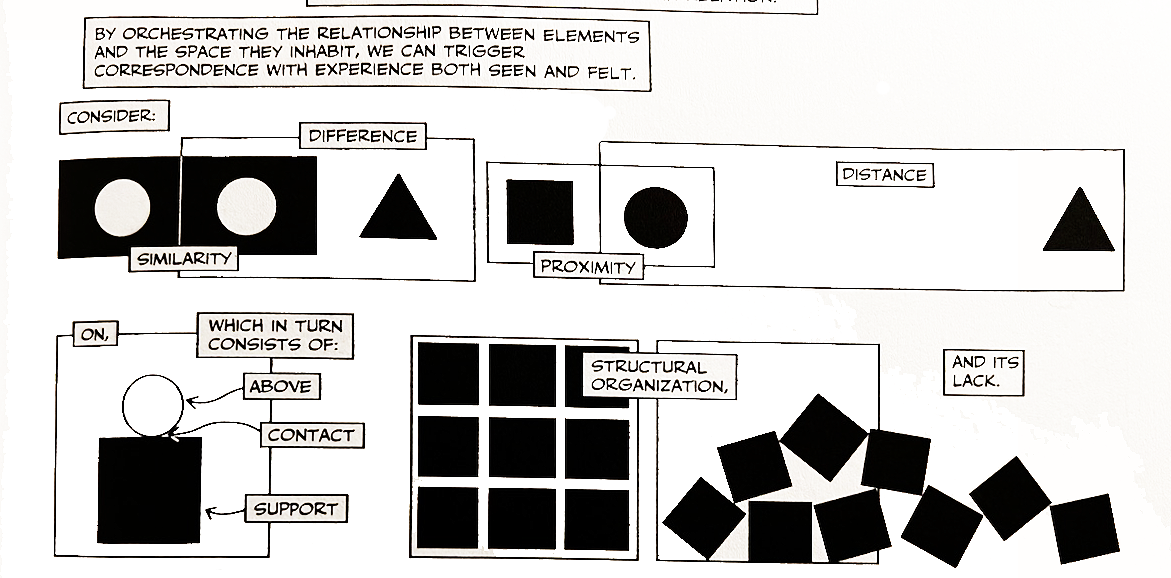 BY ORCHESTRATING THE RELATIONSHIP BETWEEN ELEMENTS
AND THE SPACE THEY INHABIT, WE CAN TRIGGER
CORRESPONDENCE WITH EXPERIENCE BOTH SEEN AND FELT.
CONSIDER:
DIFFERENCE
SIMILARITY
DISTANCE
PROXIMITY
ON,
WHICH IN TURN
CONSISTS OF:
ABOVE
CONTACT
SUPPORT
STRUCTURAL
ORGANIZATION,
AND ITS
LACK.